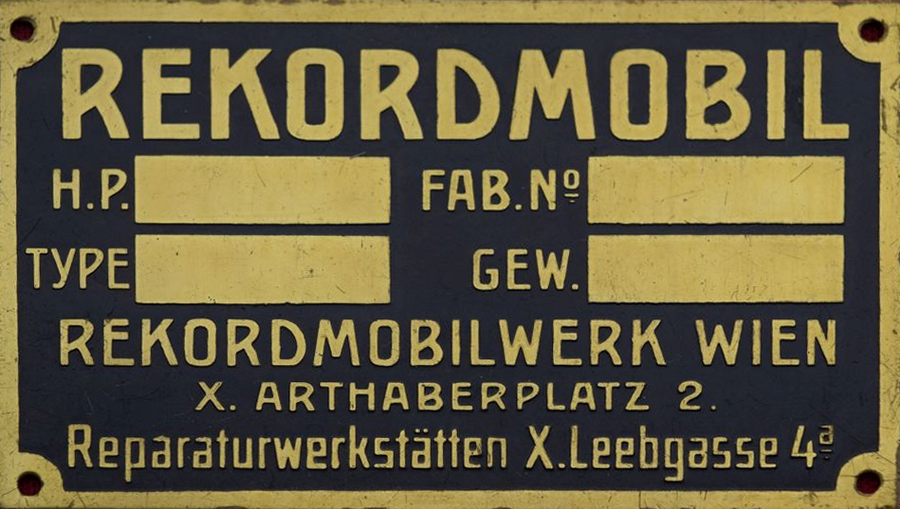 REKORDMOBIL
H.P. FAB.Nº
TYPE GEW.
REKORDMOBILWERK WIEN
X. ARTHABERPLATZ 2.
Reparaturwerkstätten X.Leebgasse 4ª